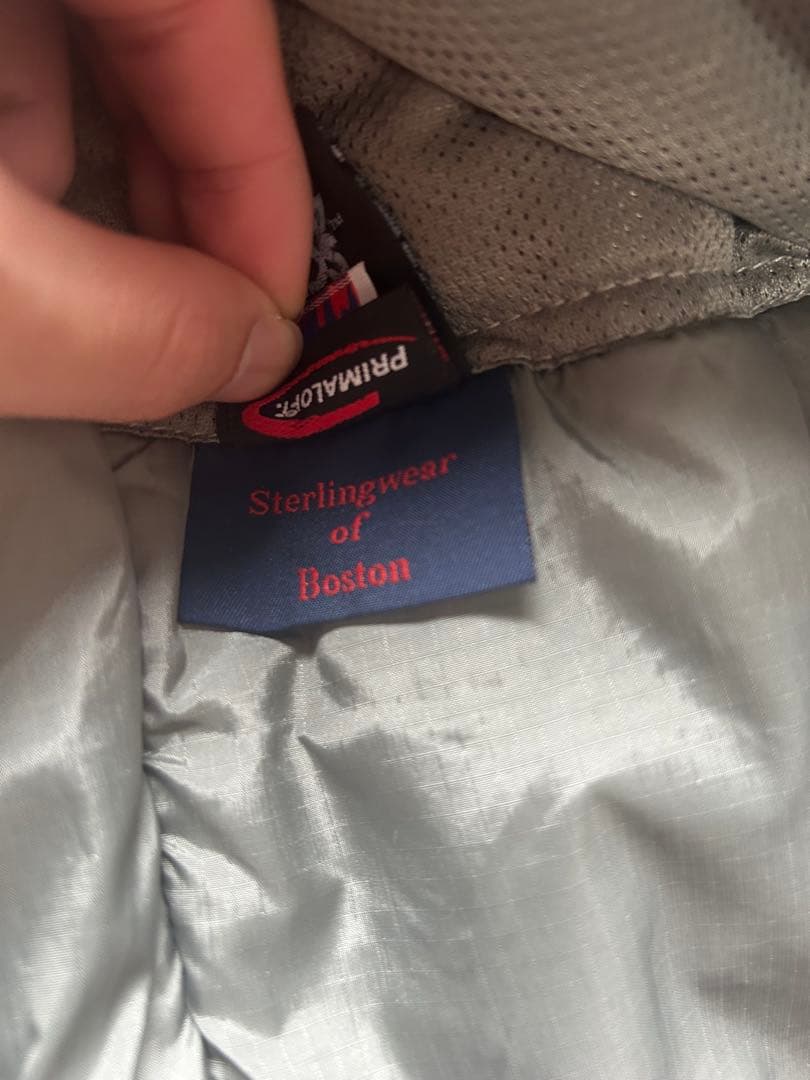 PRIMALOFT
Sterlingwear
of
Boston